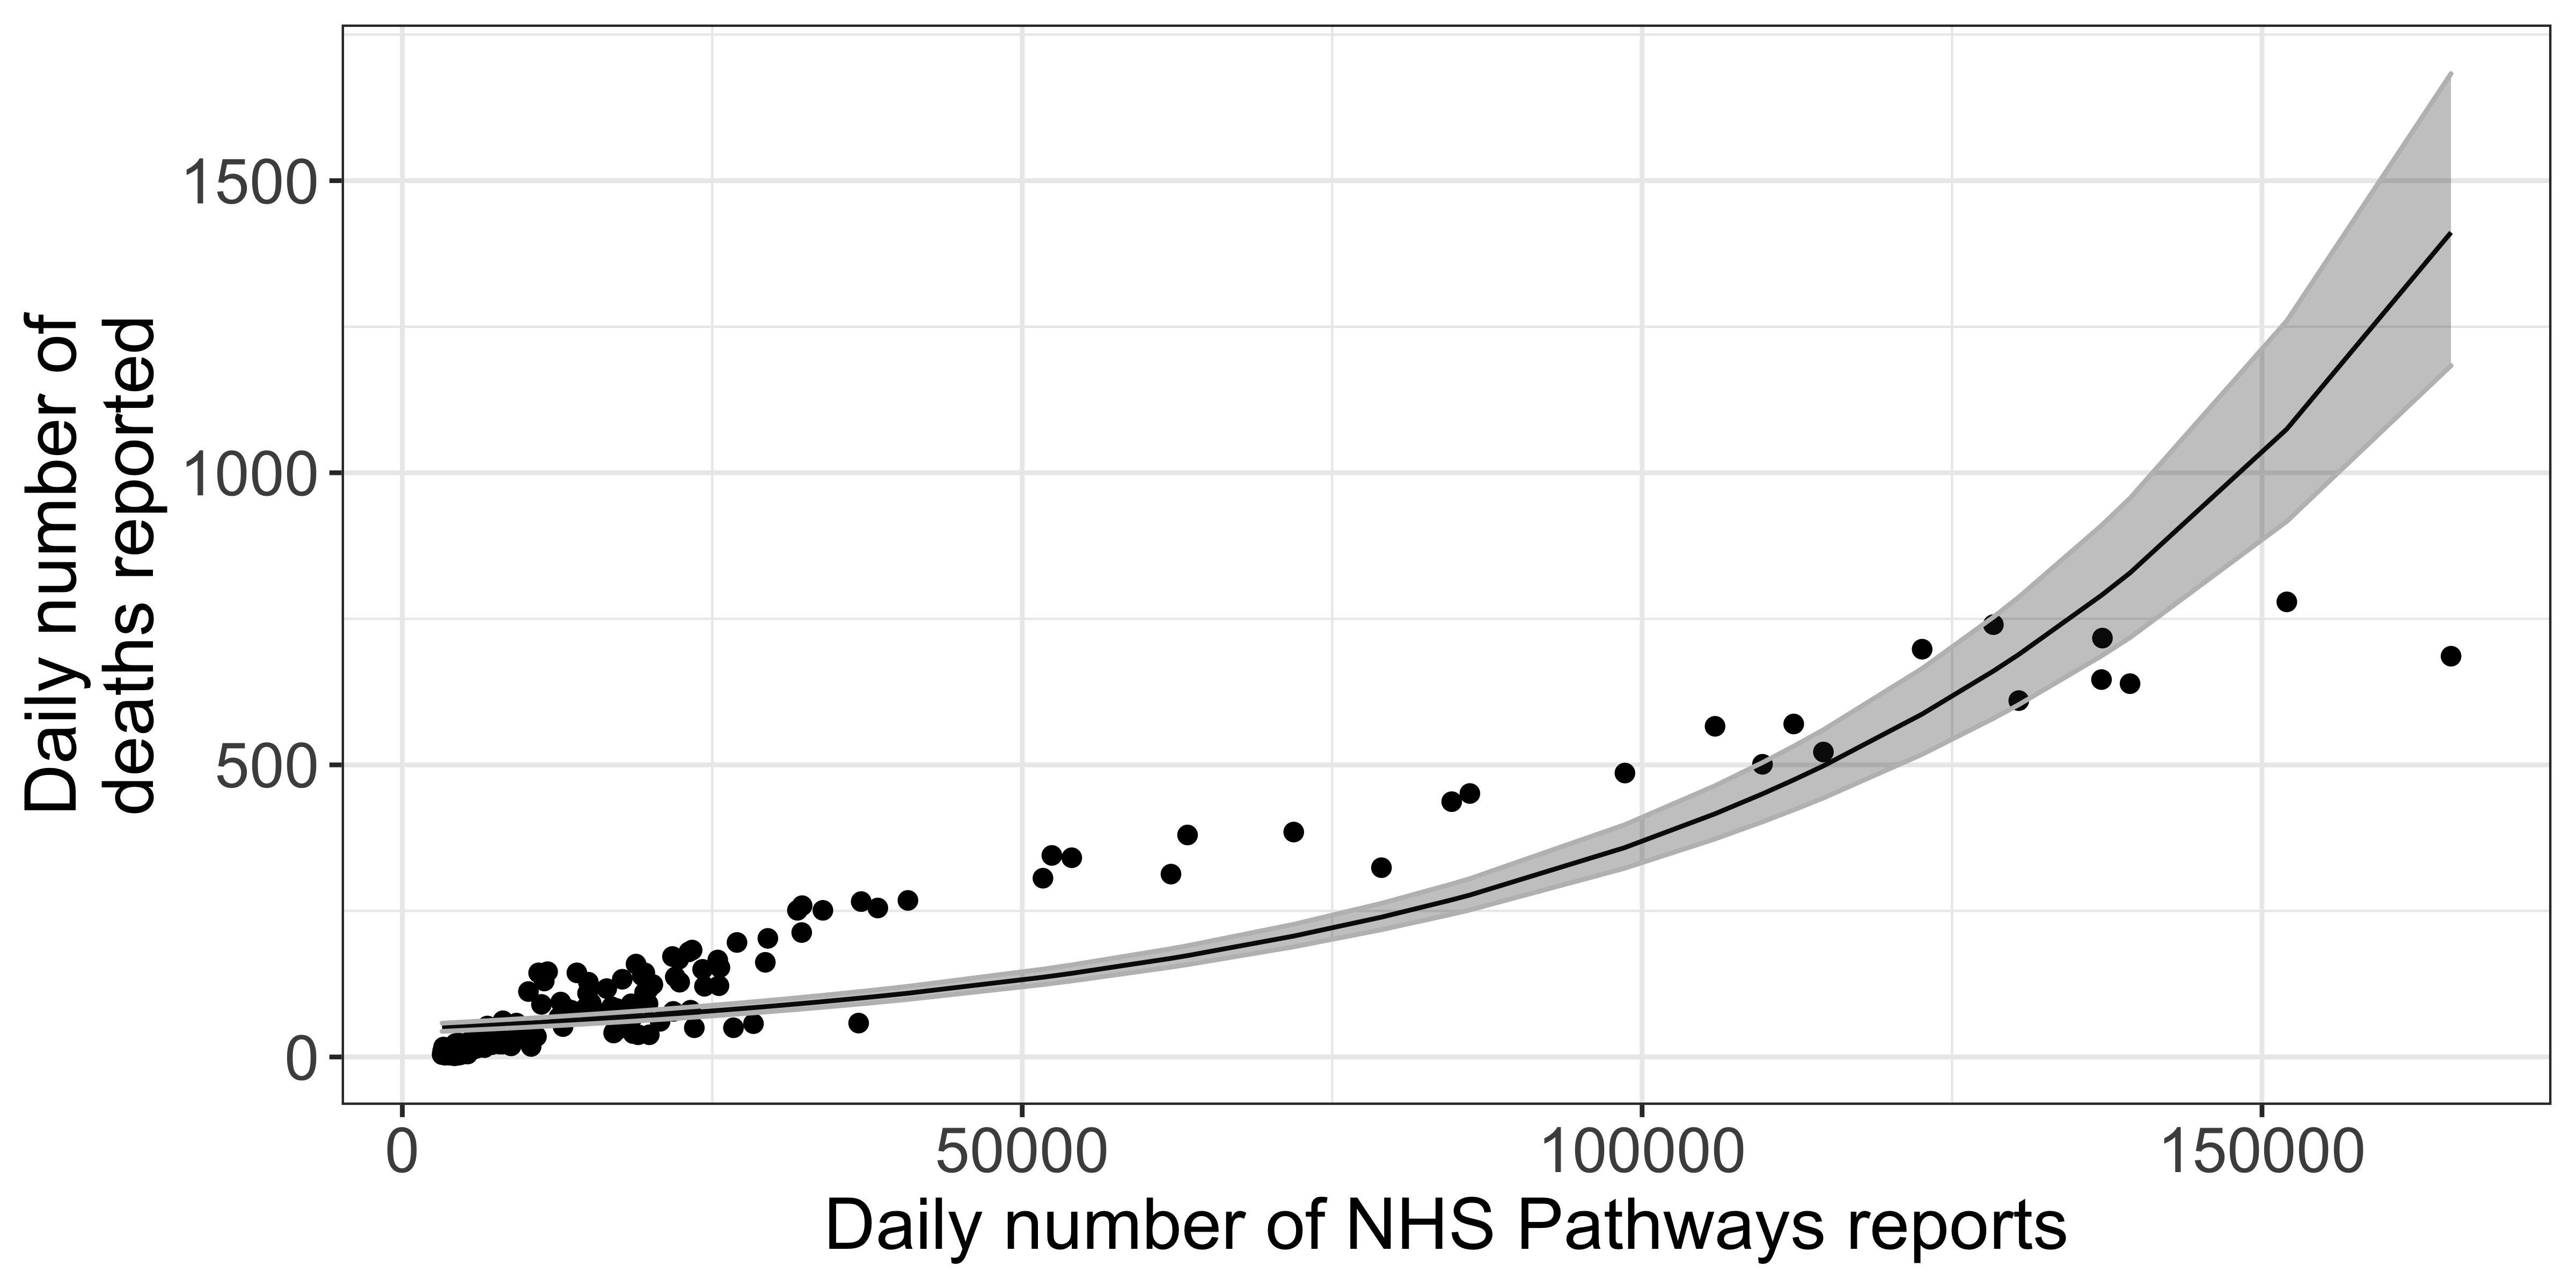 Daily number of
deaths reported
1500
1000
500
0
0
50000
100000
150000
Daily number of NHS Pathways reports